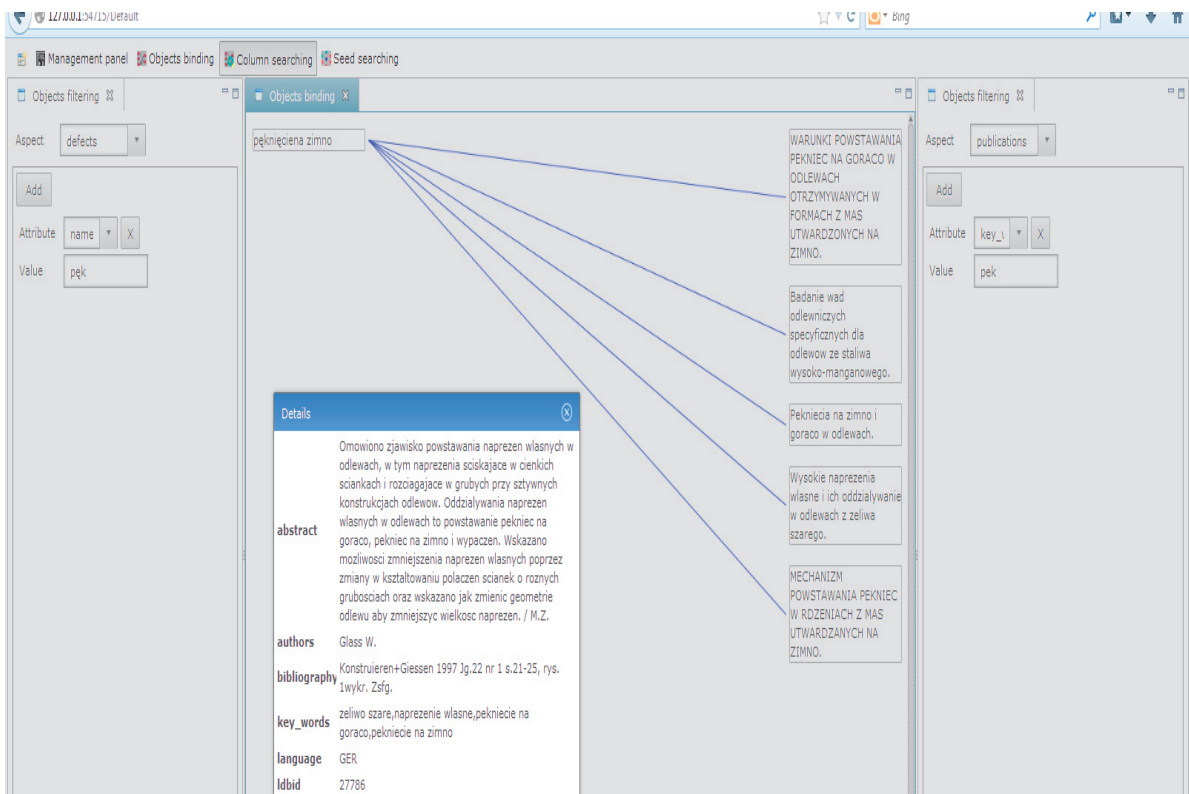 127.0.0.1:54715/Default
Bing
Management panel Objects binding Column searching Seed searching
Objects filtering
Aspect defects
Add
Attribute name X
Value pęk
Objects binding
pęknięciena zimno
WARUNKI POWSTAWANIA
PEKNIEC NA GORACO W
ODLEWACH
OTRZYMYWANYCH W
FORMACH Z MAS
UTWARDZONYCH NA
ZIMNO.
Badanie wad
odlewniczych
specyficznych dla
odlewow ze staliwa
wysoko-manganowego.
Pekniecia na zimno i
goraco w odlewach.
Wysokie naprezenia
wlasne i ich oddzialywanie
w odlewach z zeliwa
szarego.
MECHANIZM
POWSTAWANIA PEKNIEC
W RDZENIACH Z MAS
UTWARDZANYCH NA
ZIMNO.
Details
abstract
Omowiono zjawisko powstawania naprezen wlasnych w
odlewach, w tym naprezenia sciskajace w cienkich
sciankach i rozciagajace w grubych przy sztywnych
konstrukcjach odlewow. Oddzialywania naprezen
wlasnych w odlewach to powstawanie pekniec na
goraco, pekniec na zimno i wypaczen. Wskazano
mozliwosci zmniejszenia naprezen wlasnych poprzez
zmiany w ksztaltowaniu polaczen scianek o roznych
grubosciach oraz wskazano jak zmienic geometrie
odlewu aby zmniejszyc wielkosc naprezen. / M.Z.
authors Glass W.
bibliography Konstruieren+Giessen 1997 Jg.22 nr 1 s.21-25, rys.
1wykr. Zsfg.
key_words zeliwo szare,naprezenie wlasne,pekniecie na
goraco,pekniecie na zimno
language GER
ldbid 27786
Objects filtering
Aspect publications
Add
Attribute key_ X
Value pek